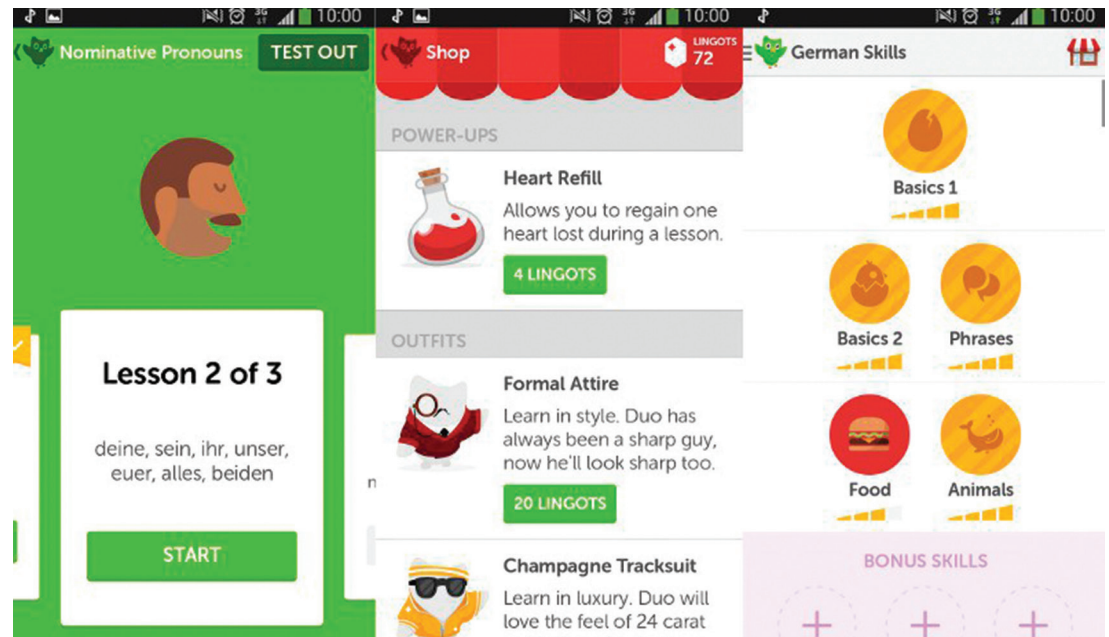 3G 10:00
Nominative Pronouns TEST OUT
Lesson 2 of 3
deine, sein, ihr, unser,
euer, alles, beiden
START
3G 10:00
Shop LINGOTS
72
POWER-UPS
Heart Refill
Allows you to regain one
heart lost during a lesson.
4 LINGOTS
OUTFITS
Formal Attire
Learn in style. Duo has
always been a sharp guy,
now he'll look sharp too.
20 LINGOTS
Champagne Tracksuit
Learn in luxury. Duo will
love the feel of 24 carat
3G 10:00
German Skills
Basics 1
Basics 2 Phrases
Food Animals
BONUS SKILLS